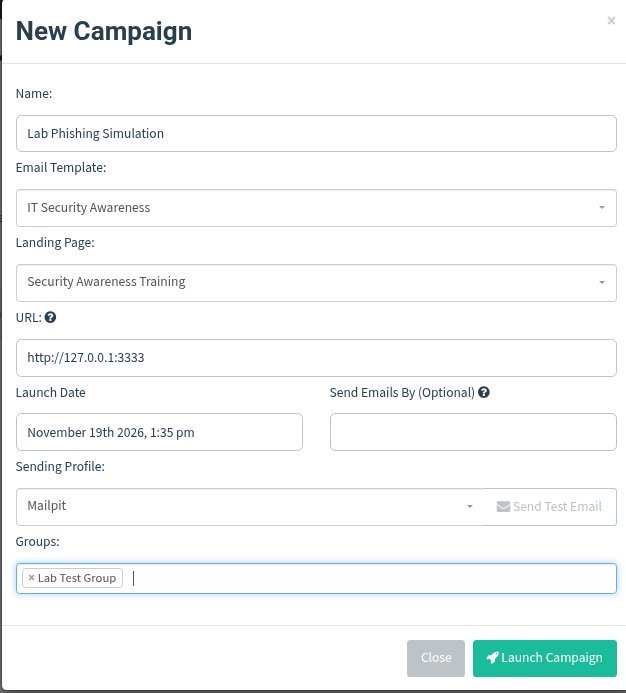 New Campaign
×
Name:
Lab Phishing Simulation
Email Template:
IT Security Awareness
Landing Page:
Security Awareness Training
URL: ?
http://127.0.0.1:3333
Launch Date
Send Emails By (Optional) ?
November 19th 2026, 1:35 pm
Sending Profile:
Mailpit
Send Test Email
Groups:
× Lab Test Group
Close
Launch Campaign